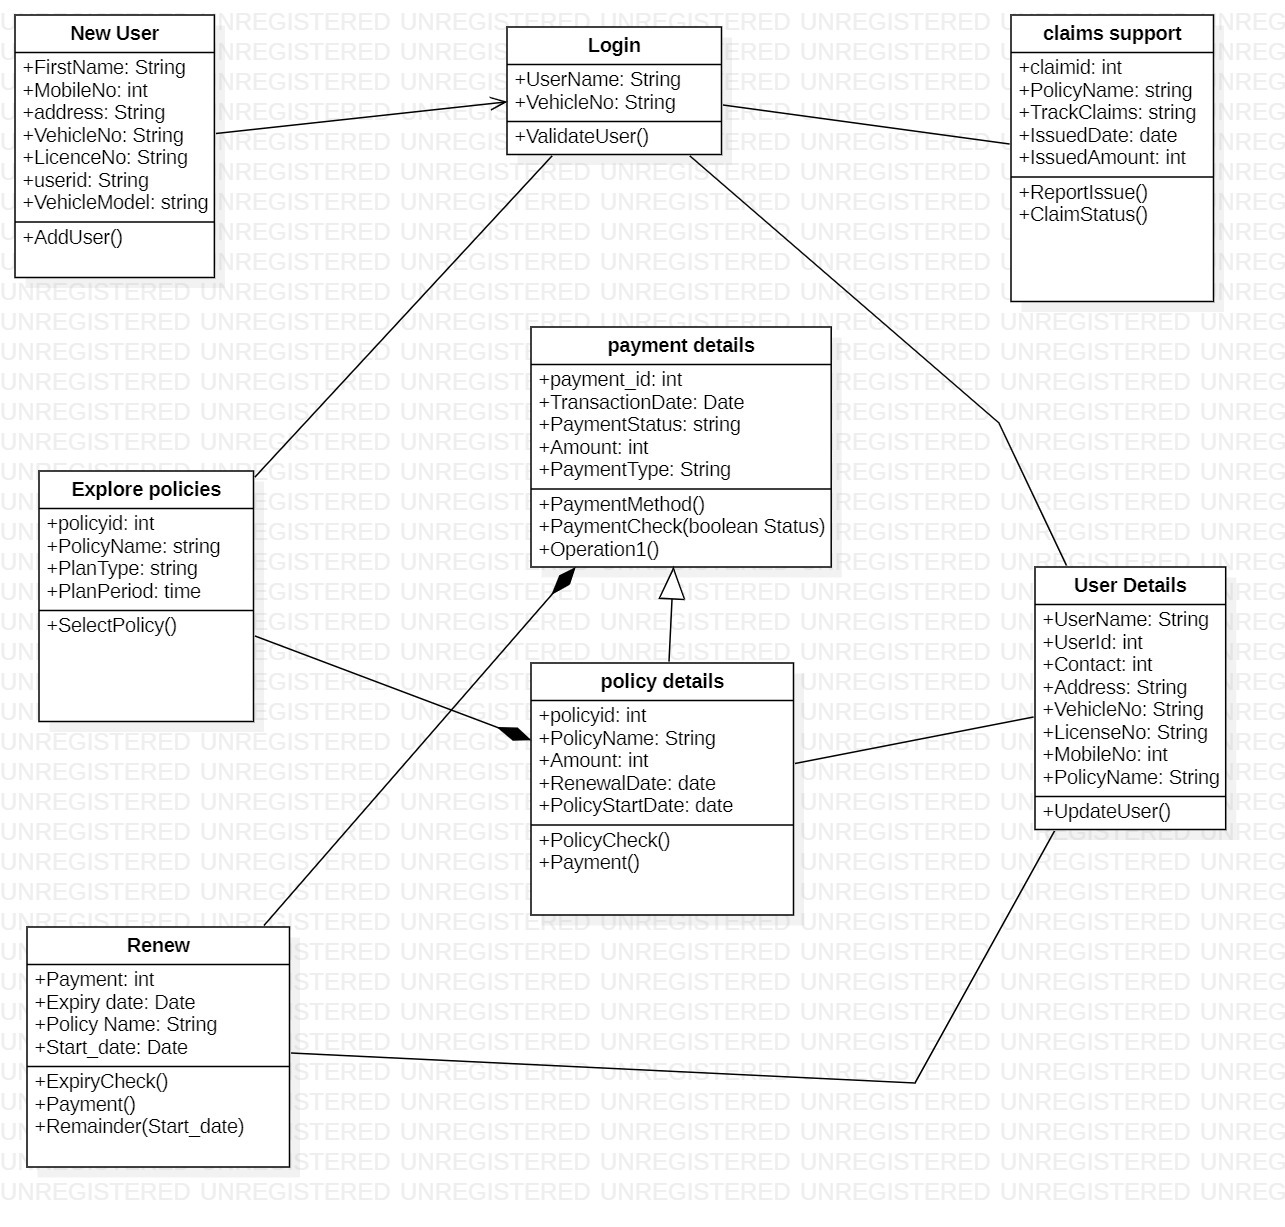 New User
+FirstName: String
+MobileNo: int
+address: String
+VehicleNo: String
+LicenceNo: String
+userid: String
+VehicleModel: string
+AddUser()
Login
+UserName: String
+VehicleNo: String
+ValidateUser()
claims support
+claimid: int
+PolicyName: string
+TrackClaims: string
+IssuedDate: date
+IssuedAmount: int
+ReportIssue()
+ClaimStatus()
payment details
+payment_id: int
+TransactionDate: Date
+PaymentStatus: string
+Amount: int
+PaymentType: String
+PaymentMethod()
+PaymentCheck(boolean Status)
+Operation1()
Explore policies
+policyid: int
+PolicyName: string
+PlanType: string
+PlanPeriod: time
+SelectPolicy()
User Details
+UserName: String
+UserId: int
+Contact: int
+Address: String
+VehicleNo: String
+LicenseNo: String
+MobileNo: int
+PolicyName: String
+UpdateUser()
policy details
+policyid: int
+PolicyName: String
+Amount: int
+RenewalDate: date
+PolicyStartDate: date
+PolicyCheck()
+Payment()
Renew
+Payment: int
+Expiry date: Date
+Policy Name: String
+Start_date: Date
+ExpiryCheck()
+Payment()
+Remainder(Start_date)
UNREGISTERED